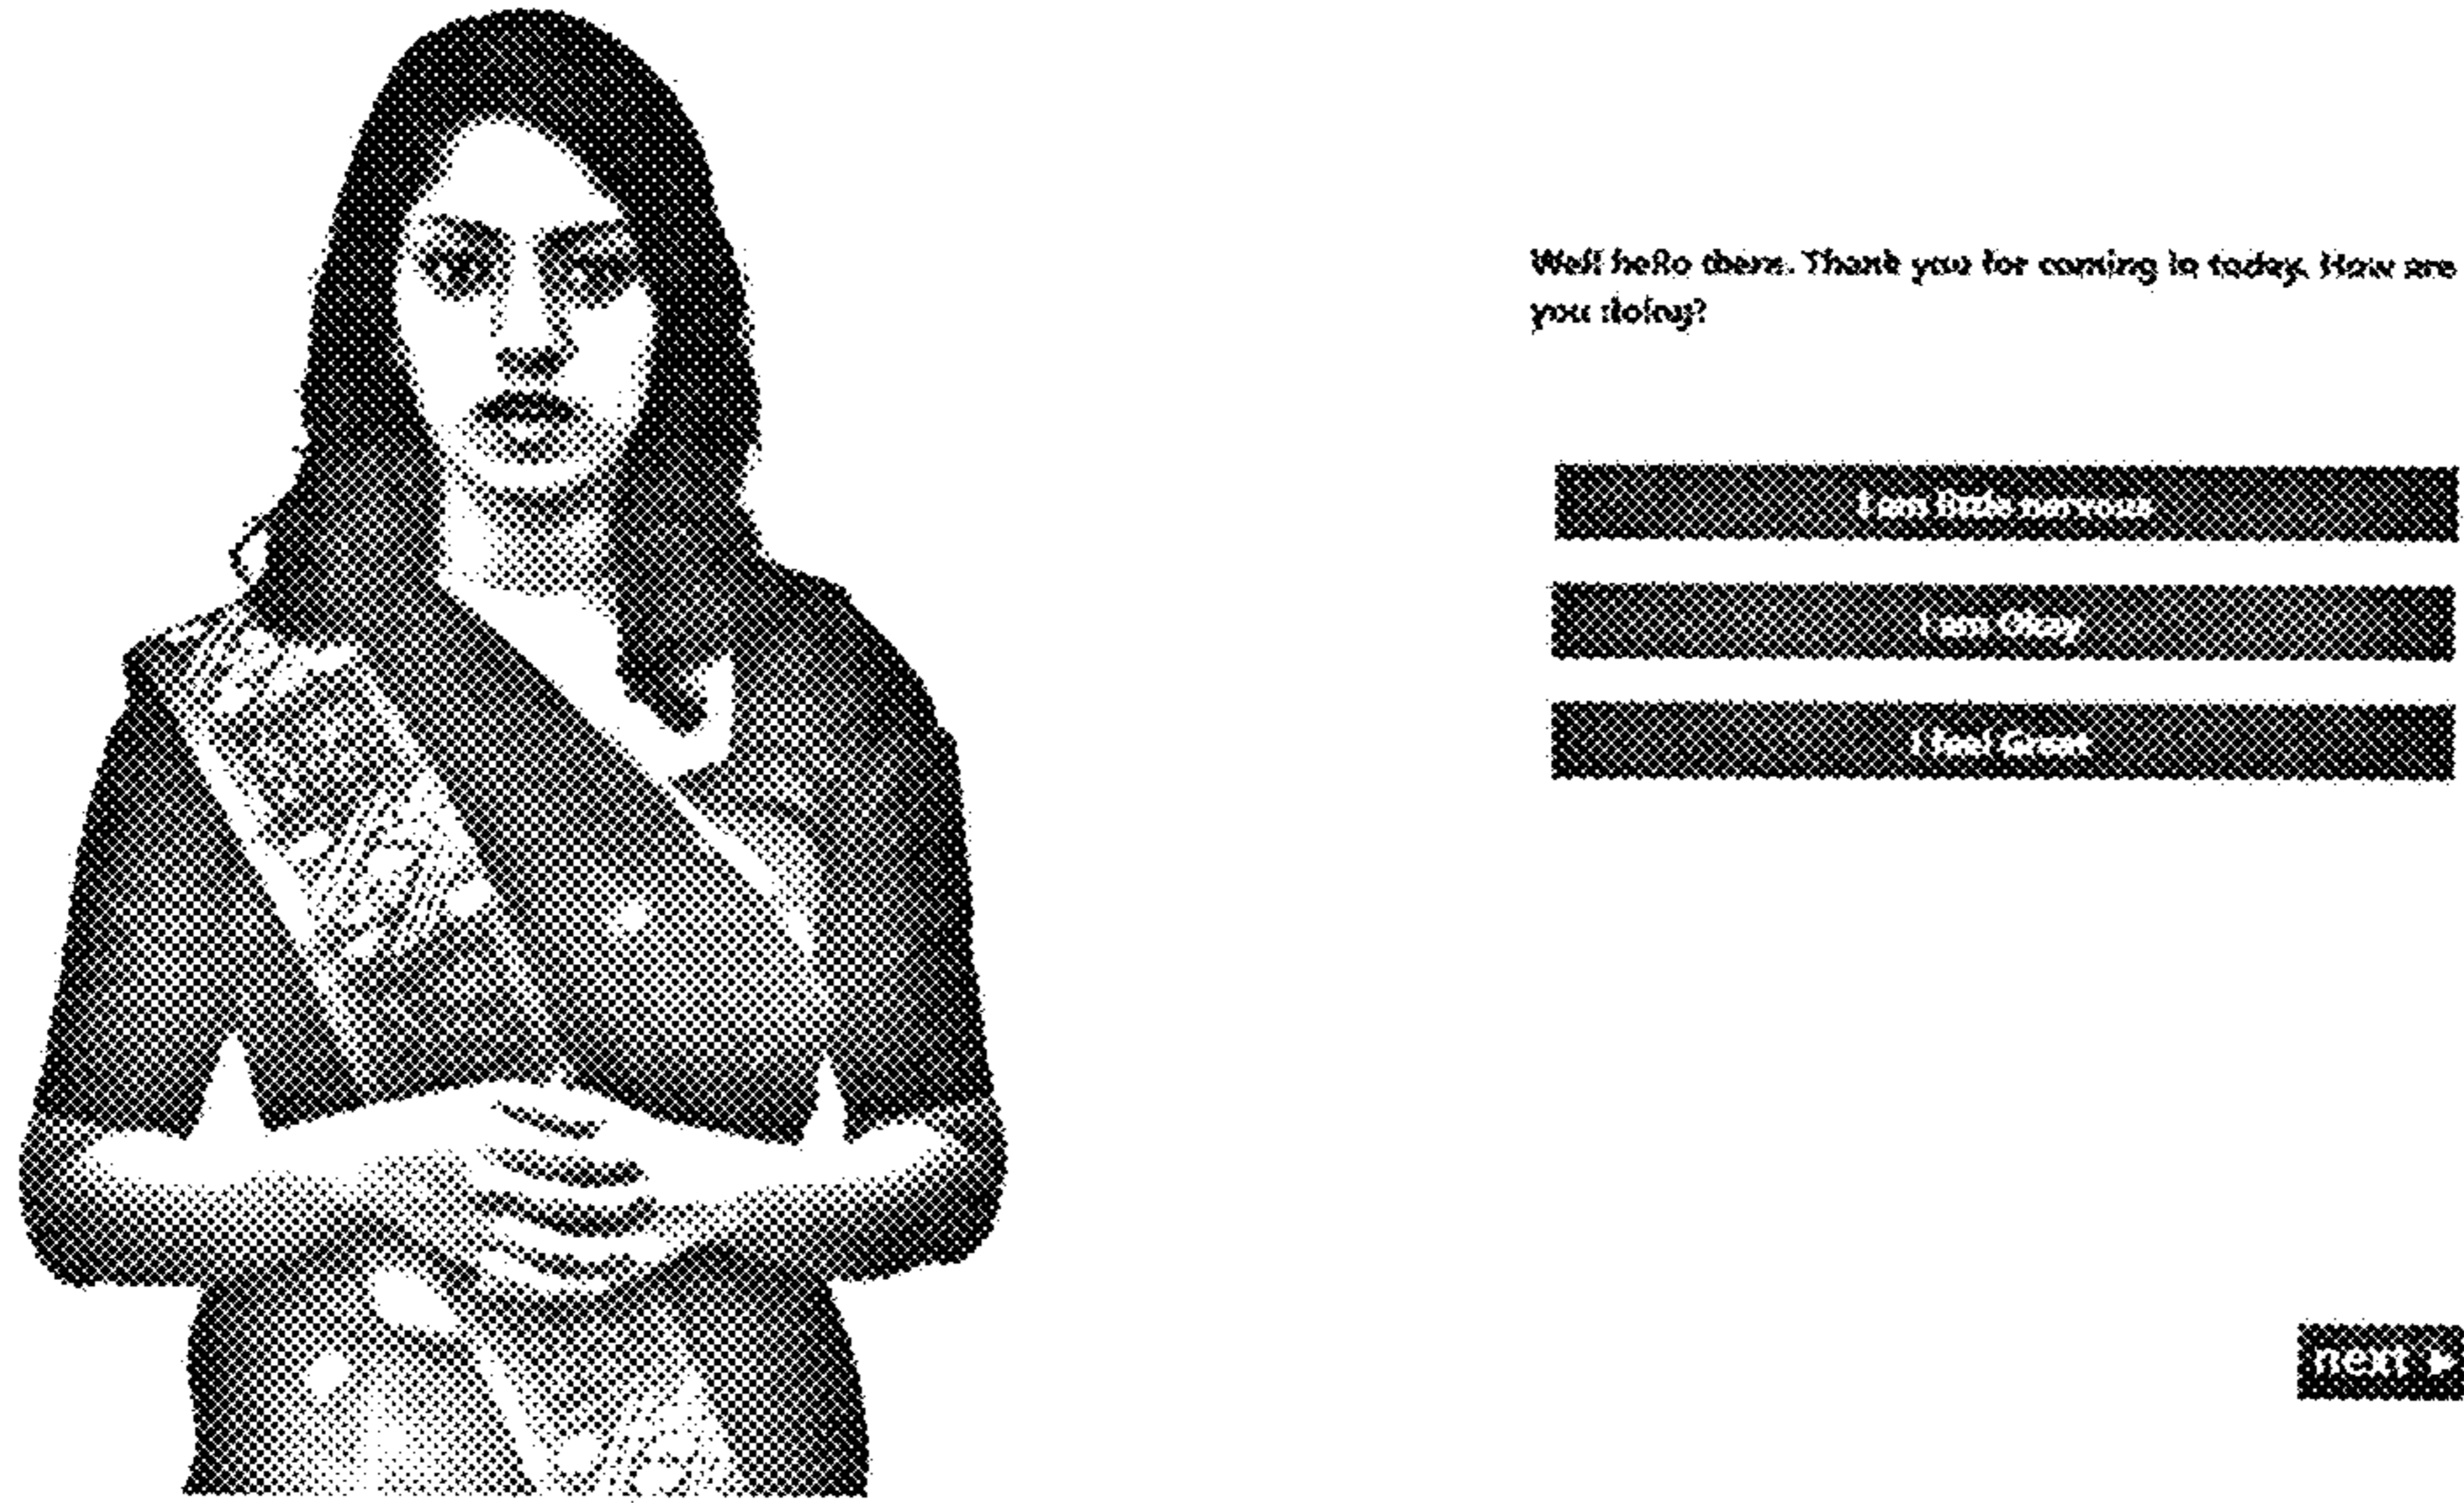 Well hello there. Thank you for coming in today. How are
you doing?
I am little nervous
I am Okay
I feel Great
next